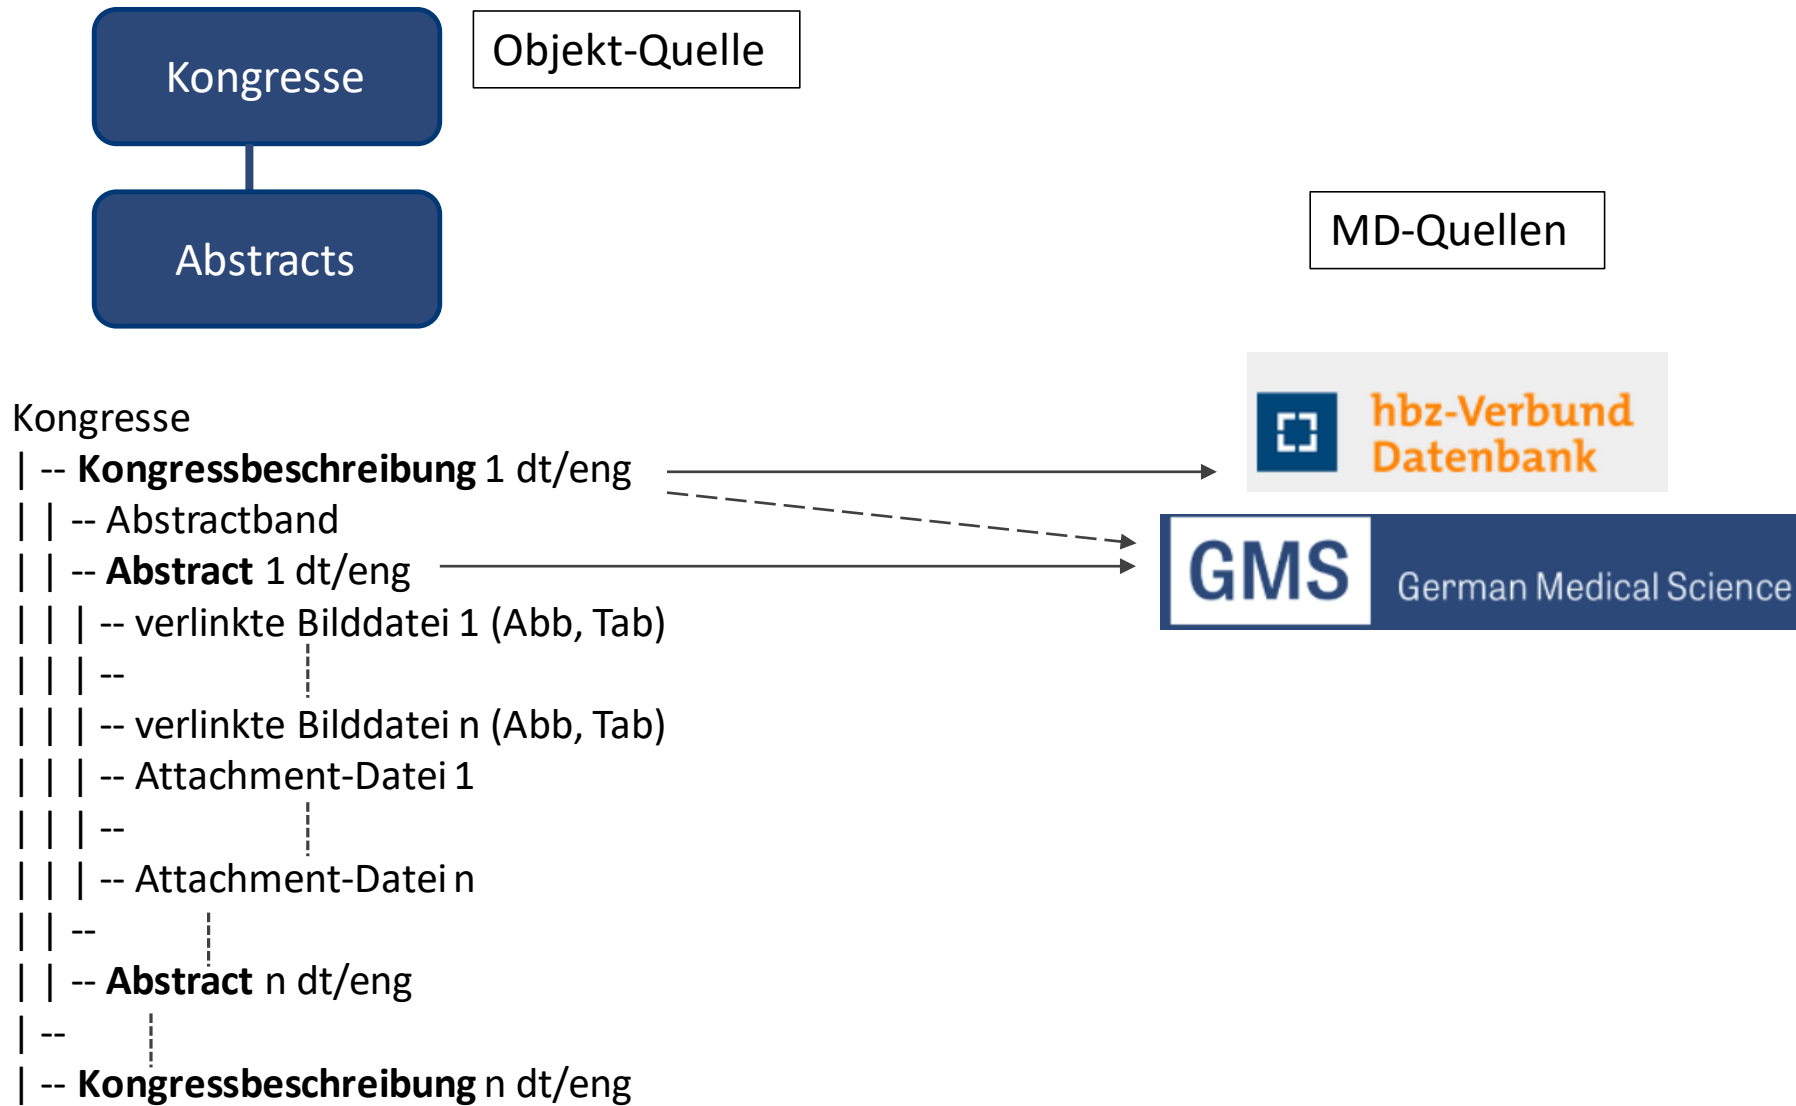 Kongresse
Objekt-Quelle
Abstracts
MD-Quellen
Kongresse
| -- Kongressbeschreibung 1 dt/eng
| | -- Abstractband
| | -- Abstract 1 dt/eng
| | | -- verlinkte Bilddatei 1 (Abb, Tab)
| | | --
| | | -- verlinkte Bilddatei n (Abb, Tab)
| | | -- Attachment-Datei 1
| | | --
| | | -- Attachment-Datei n
| | --
| | -- Abstract n dt/eng
| --
| -- Kongressbeschreibung n dt/eng
hbz-Verbund
Datenbank
GMS German Medical Science